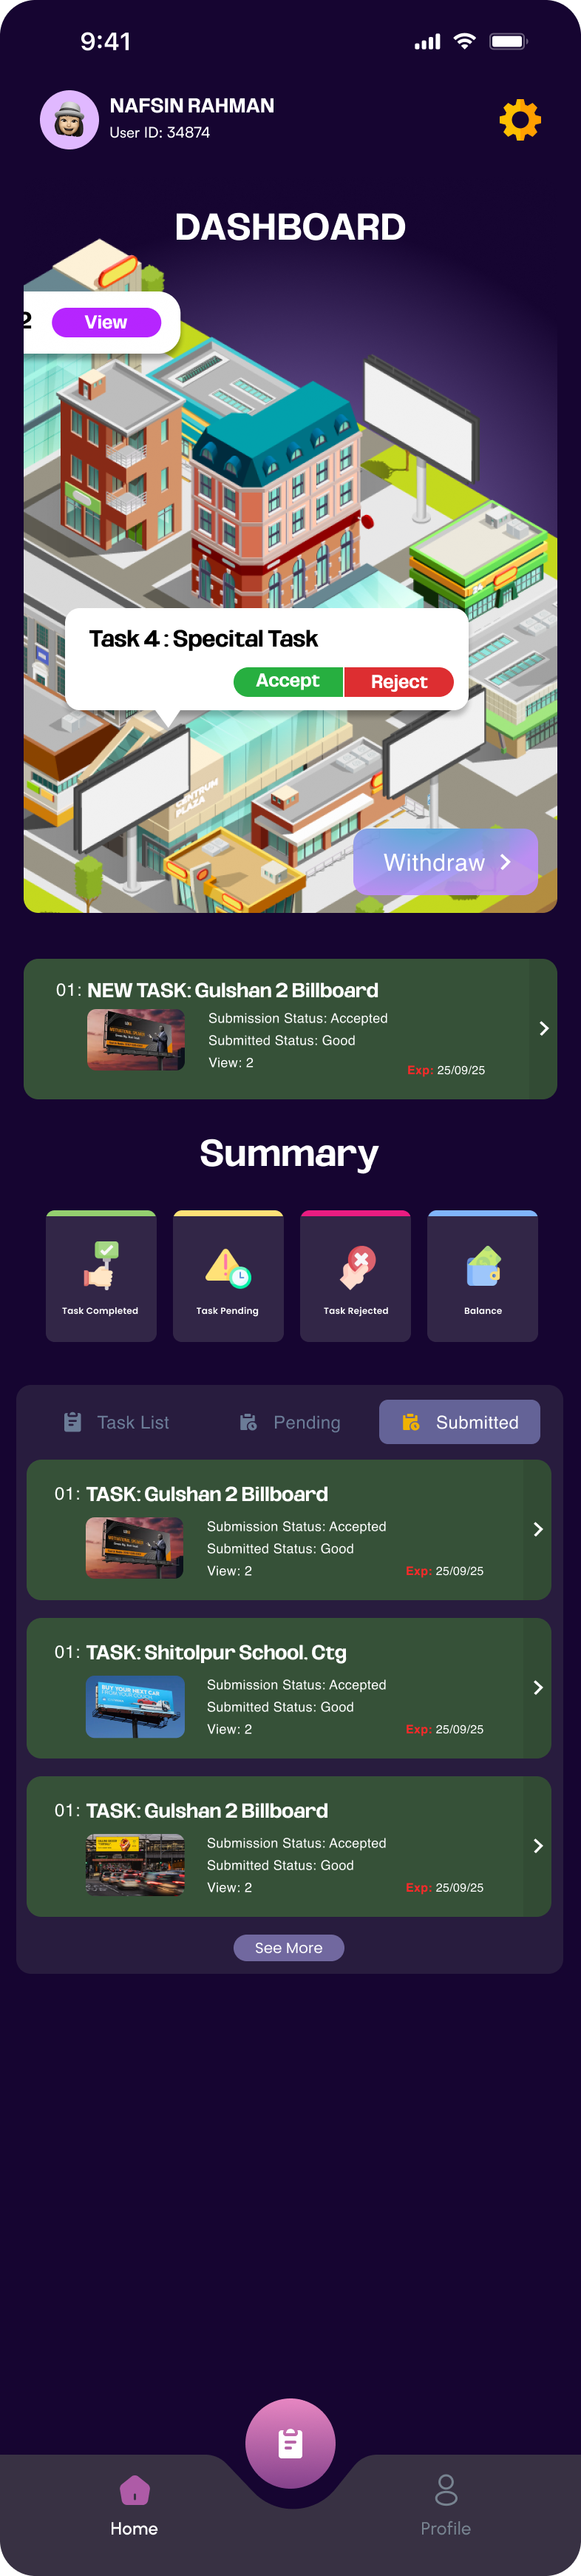 9:41
NAFSIN RAHMAN
User ID: 34874
DASHBOARD
2 View
Task 4 : Specital Task
Accept Reject
CENTRUM
PLAZA
Withdraw
01: NEW TASK: Gulshan 2 Billboard
Submission Status: Accepted
Submitted Status: Good
View: 2
Exp: 25/09/25
Summary
Task Completed Task Pending Task Rejected Balance
Task List Pending Submitted
01: TASK: Gulshan 2 Billboard
Submission Status: Accepted
Submitted Status: Good
View: 2
Exp: 25/09/25
01: TASK: Shitolpur School. Ctg
BUY YOUR NEXT CAR
Submission Status: Accepted
Submitted Status: Good
View: 2
Exp: 25/09/25
01: TASK: Gulshan 2 Billboard
Submission Status: Accepted
Submitted Status: Good
View: 2
Exp: 25/09/25
See More
Home Profile